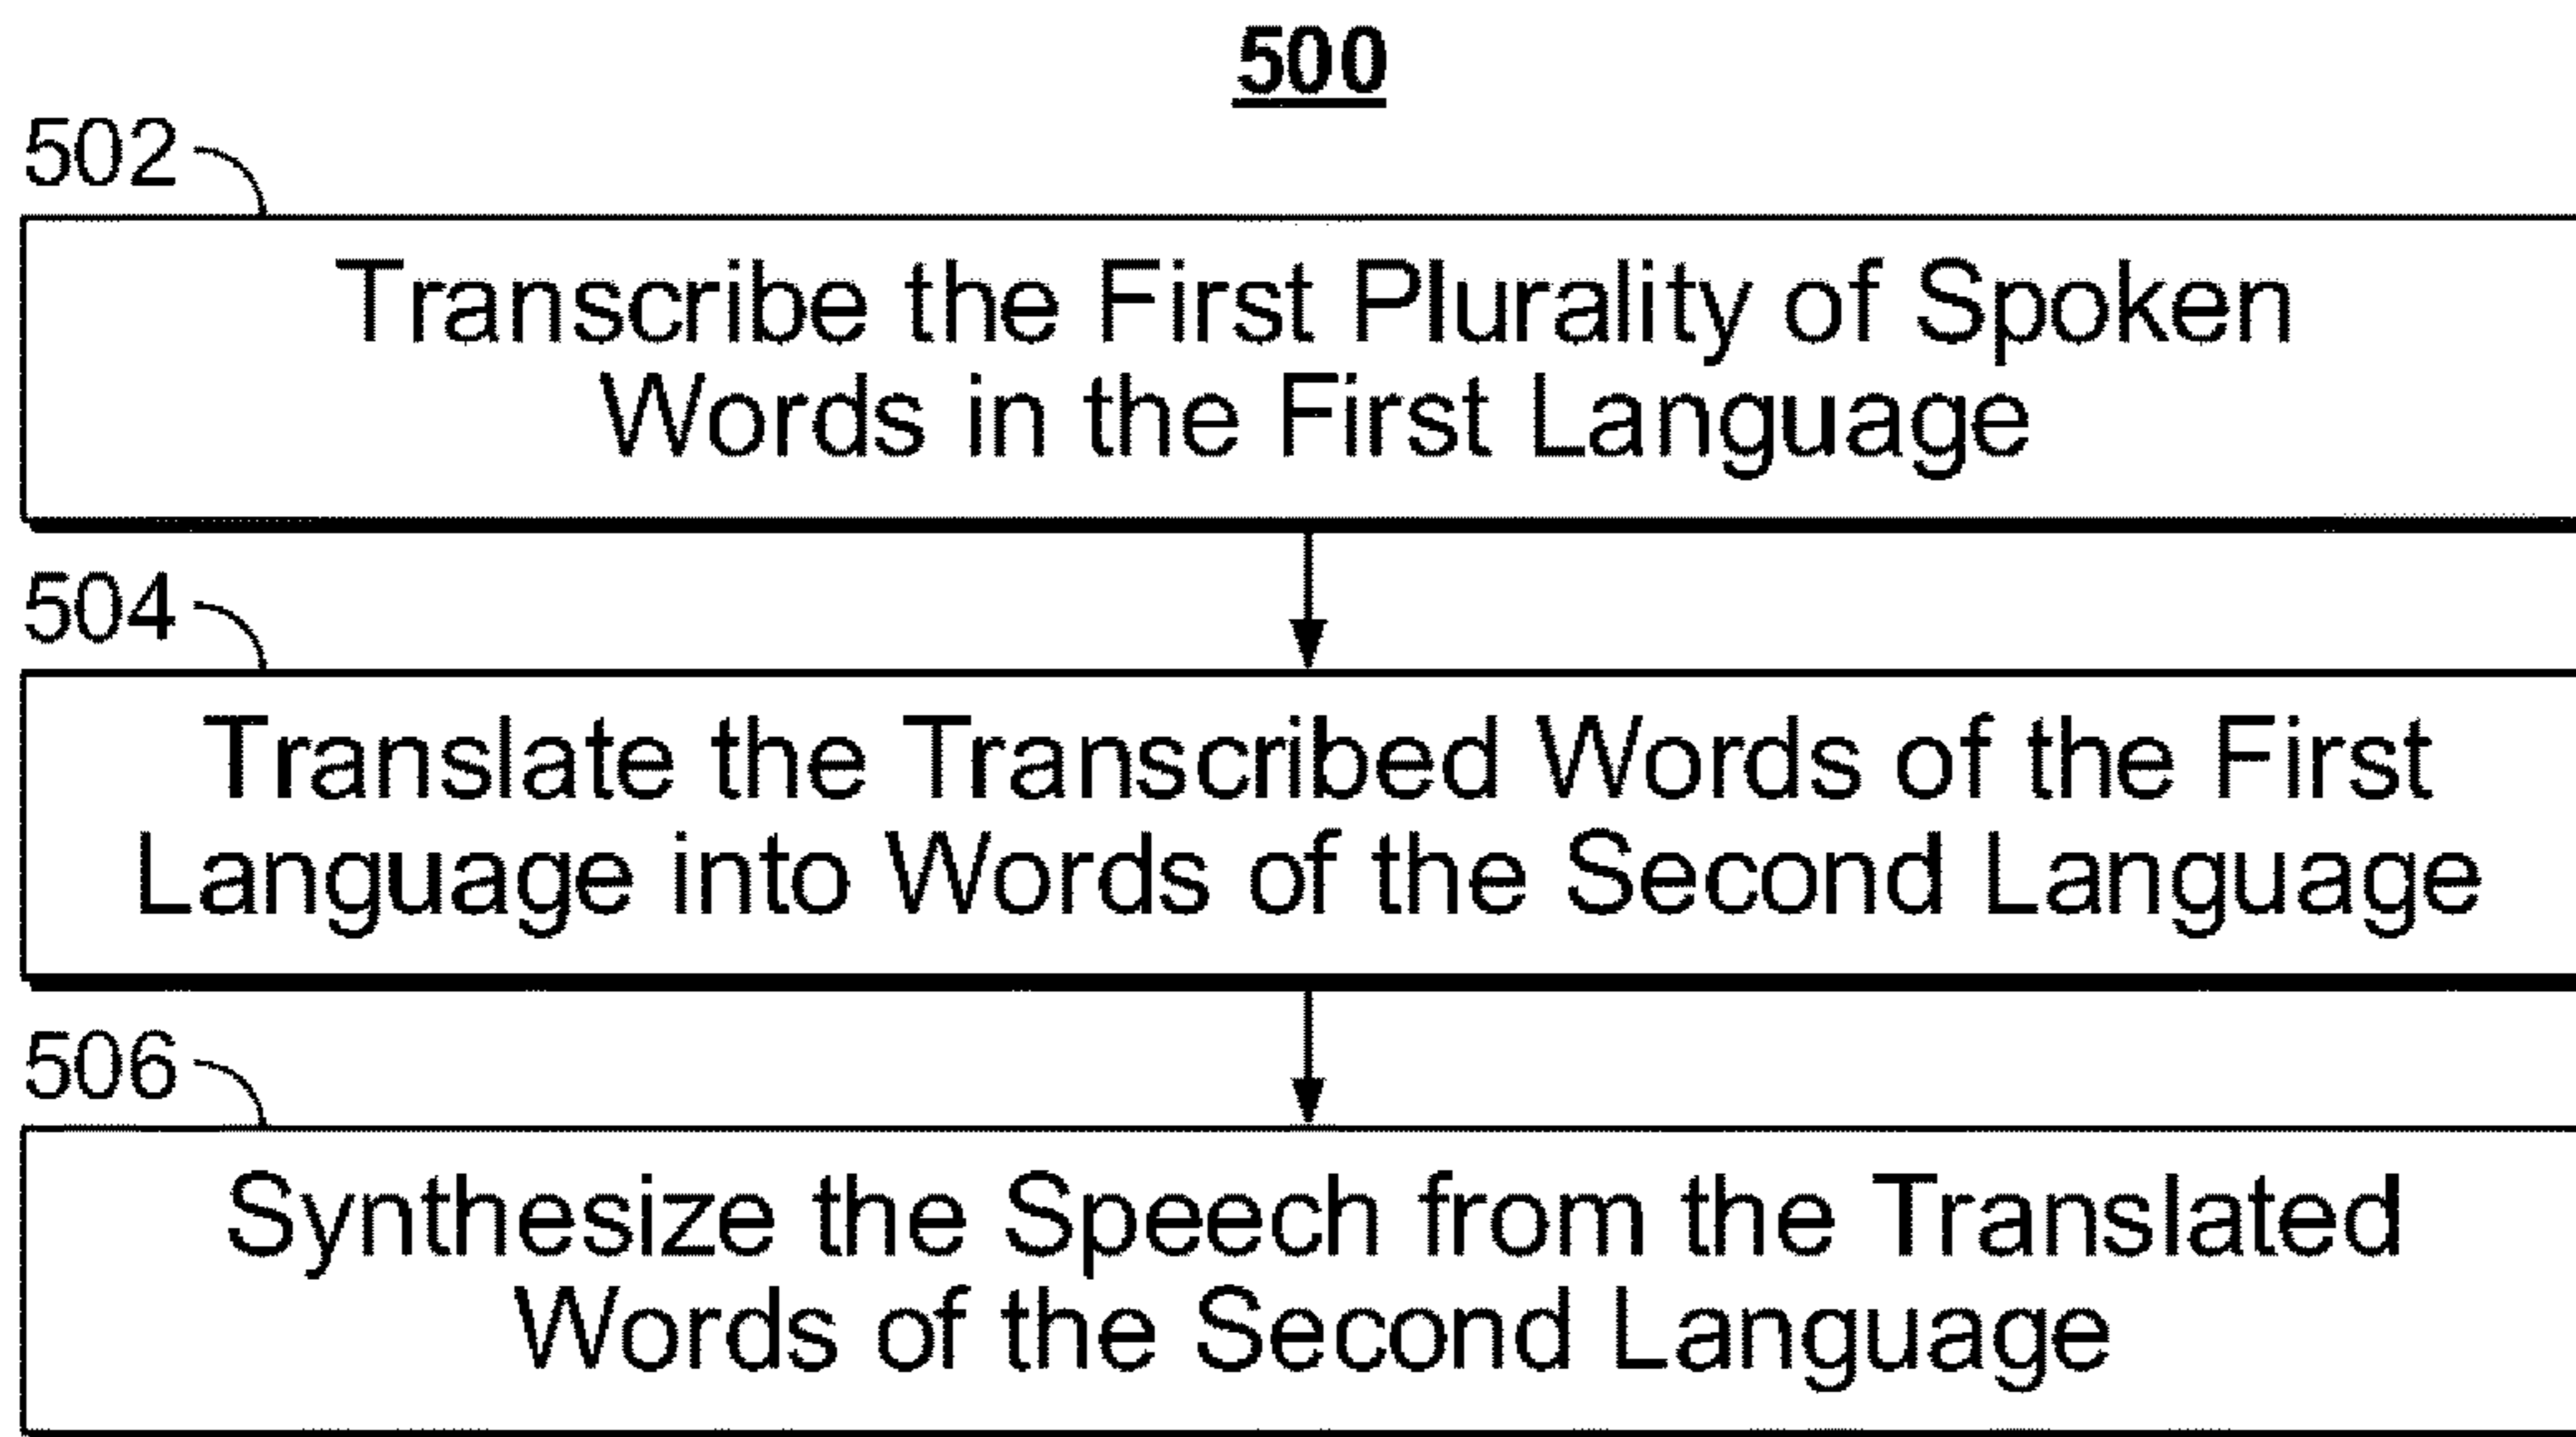 500
502
Transcribe the First Plurality of Spoken
Words in the First Language
504
Translate the Transcribed Words of the First
Language into Words of the Second Language
506
Synthesize the Speech from the Translated
Words of the Second Language